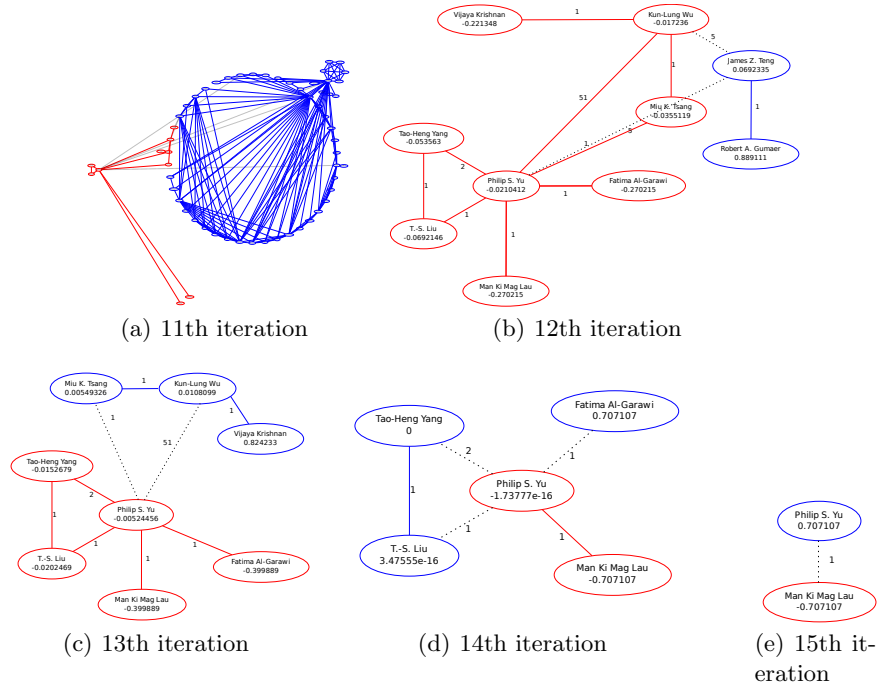 (a) 11th iteration
Vijaya Krishnan
-0.221348
1
Kun-Lung Wu
-0.017236
5
James Z. Teng
0.0692335
51
1
Miu K. Tsang
-0.0355119
1
Tao-Heng Yang
-0.053563
2
1
5
Robert A. Gumaer
0.889111
1
Philip S. Yu
-0.0210412
1
Fatima Al-Garawi
-0.270215
T.-S. Liu
-0.0692146
1
1
Man Ki Mag Lau
-0.270215
(b) 12th iteration
Miu K. Tsang
0.00549326
1
Kun-Lung Wu
0.0108099
1
1
51
Vijaya Krishnan
0.824233
Tao-Heng Yang
-0.0152679
2
1
Philip S. Yu
-0.00524456
1
1
1
T.-S. Liu
-0.0202469
Fatima Al-Garawi
-0.399889
Man Ki Mag Lau
-0.399889
(c) 13th iteration
Tao-Heng Yang
0
Fatima Al-Garawi
0.707107
2
1
Philip S. Yu
-1.73777e-16
1
1
1
T.-S. Liu
3.47555e-16
Man Ki Mag Lau
-0.707107
(d) 14th iteration
Philip S. Yu
0.707107
1
Man Ki Mag Lau
-0.707107
(e) 15th it-
eration